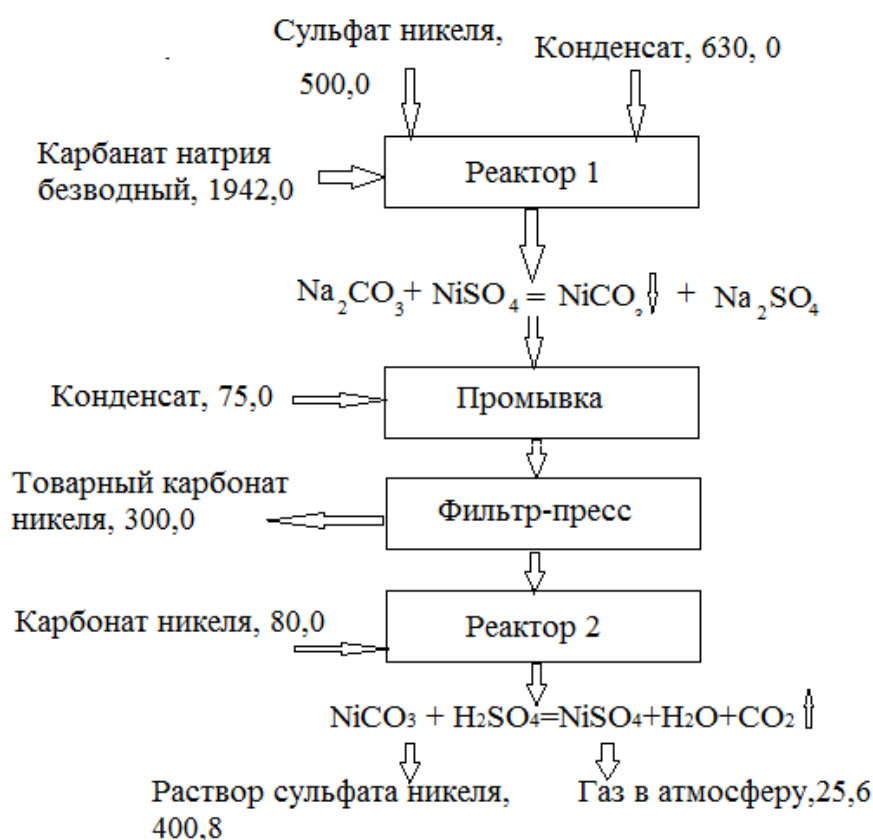 Сульфат никеля,
500,0
Конденсат, 630, 0
Карбанат натрия
безводный, 1942,0
Реактор 1
Na₂CO₃+ NiSO₄ = NiCO₃ + Na₂SO₄
Конденсат, 75,0
Промывка
Товарный карбонат
никеля, 300,0
Фильтр-пресс
Карбонат никеля, 80,0
Реактор 2
NiCO₃ + H₂SO₄=NiSO₄+H₂O+CO₂
Раствор сульфата никеля,
400,8
Газ в атмосферу,25,6